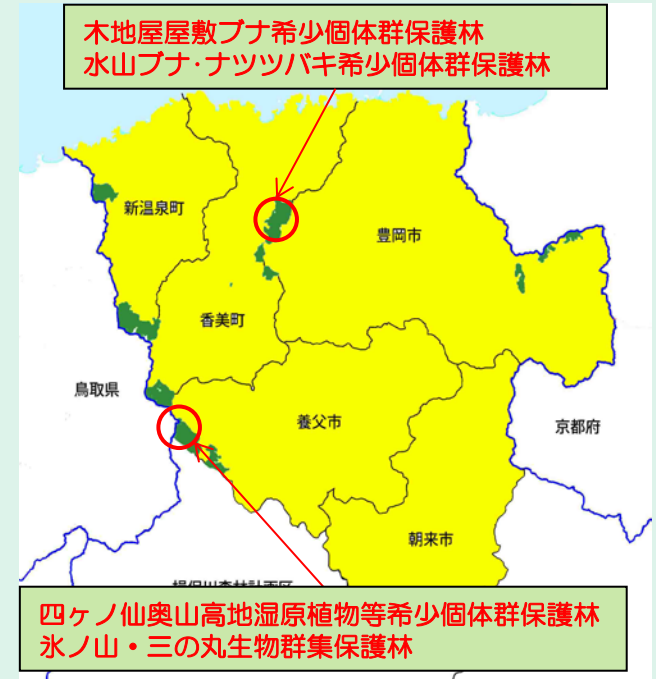 木地屋屋敷ブナ希少個体群保護林
水山ブナ・ナツツバキ希少個体群保護林
新温泉町
豊岡市
香美町
鳥取県
養父市
京都府
朝来市
四ヶノ仙奥山高地湿原植物等希少個体群保護林
氷ノ山・三の丸生物群集保護林